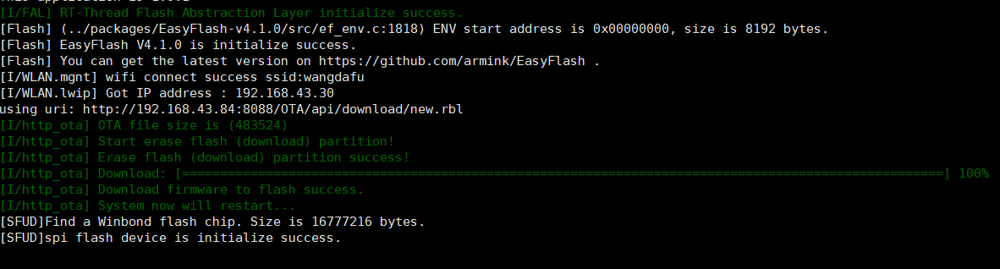 [I/FAL] RT-Thread Flash Abstraction Layer initialize success.
[Flash] (../packages/EasyFlash-v4.1.0/src/ef_env.c:1818) ENV start address is 0x00000000, size is 8192 bytes.
[Flash] EasyFlash V4.1.0 is initialize success.
[Flash] You can get the latest version on https://github.com/armink/EasyFlash .
[I/WLAN.mgnt] wifi connect success ssid:wangdafu
[I/WLAN.lwip] Got IP address : 192.168.43.30
using uri: http://192.168.43.84:8088/OTA/api/download/new.rbl
[I/http_ota] OTA file size is (483524)
[I/http_ota] Start erase flash (download) partition!
[I/http_ota] Erase flash (download) partition success!
[I/http_ota] Download: [====================================================================================================] 100%
[I/http_ota] Download firmware to flash success.
[I/http_ota] System now will restart...
[SFUD]Find a Winbond flash chip. Size is 16777216 bytes.
[SFUD]spi flash device is initialize success.